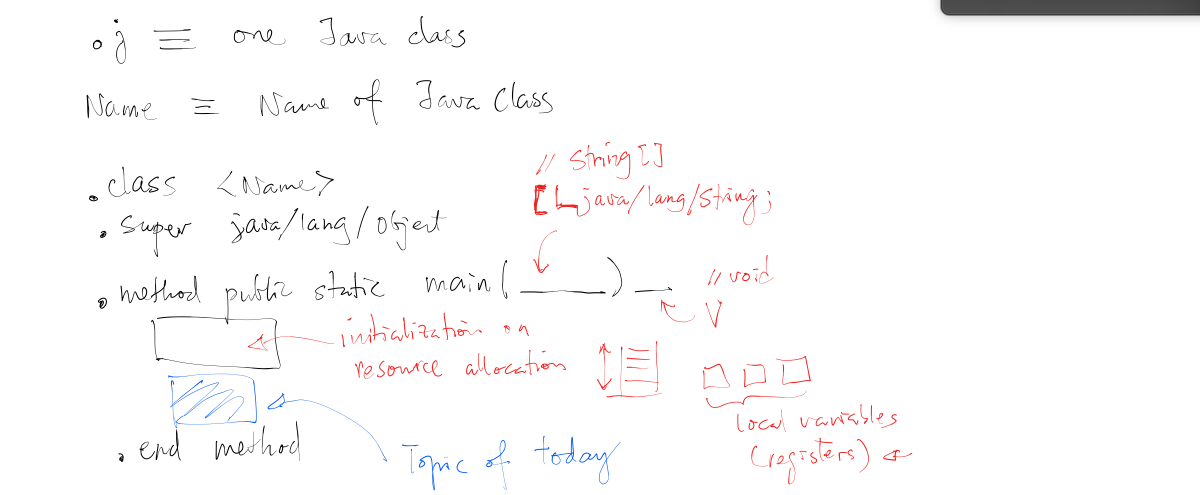 .j ≡ one Java class
Name ≡ Name of Java Class
// String[]
.class <Name>
[Ljava/lang/String;
.super java/lang/Object
.method public static main(______) __
// void
V
initialization on
resource allocation
local variables
(registers)
.end method
Topic of today